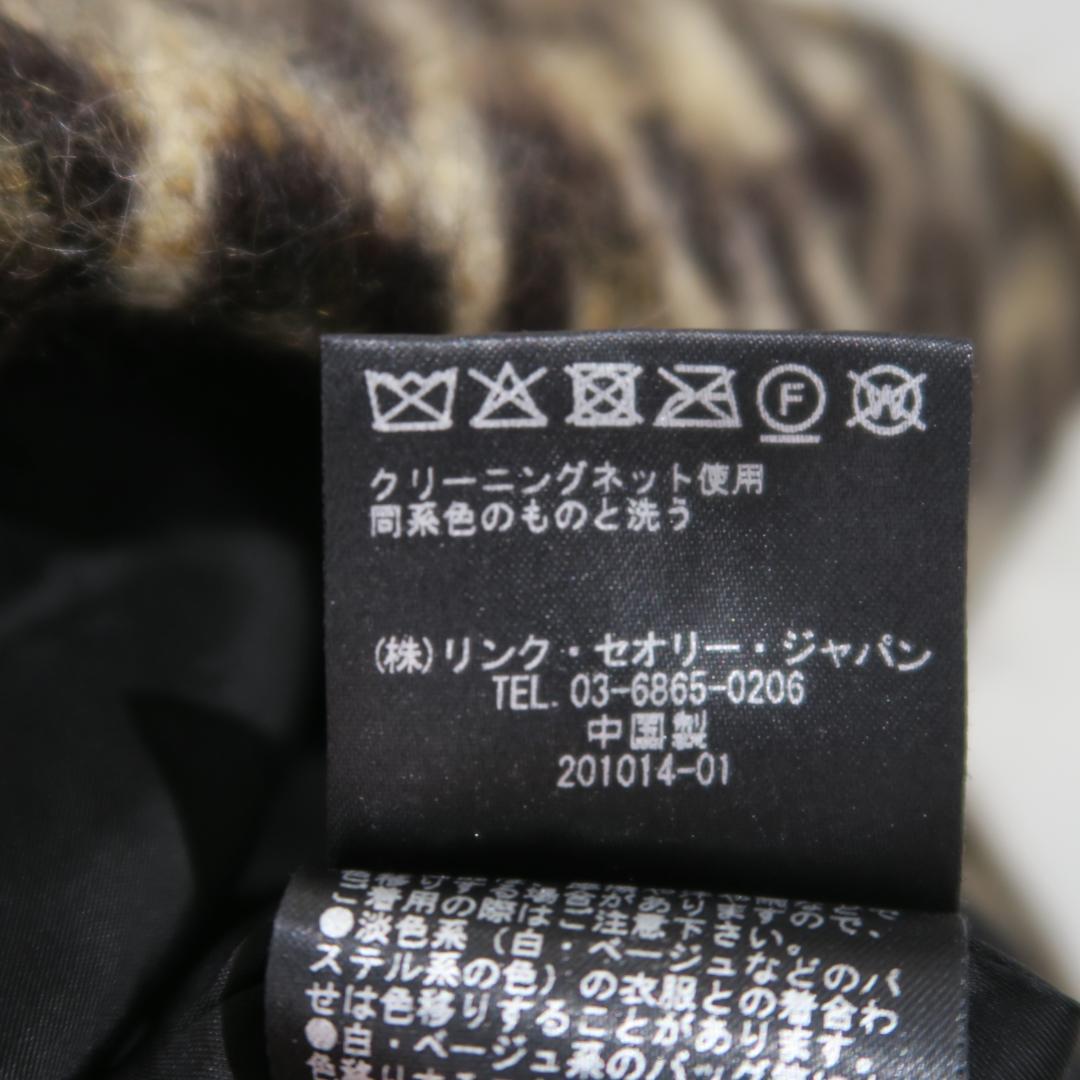 F W
クリーニングネット使用
同系色のものと洗う
(株)リンク・セオリー・ジャパン
TEL. 03-6865-0206
中国製
201014-01
ご着用の際はご注意下さい。
●淡色系(白・ベージュなどのパ
ステル系の色)の衣服との着合わ
せは色移りすることがあります。
●白・ベージュ系のバッグ
色移り